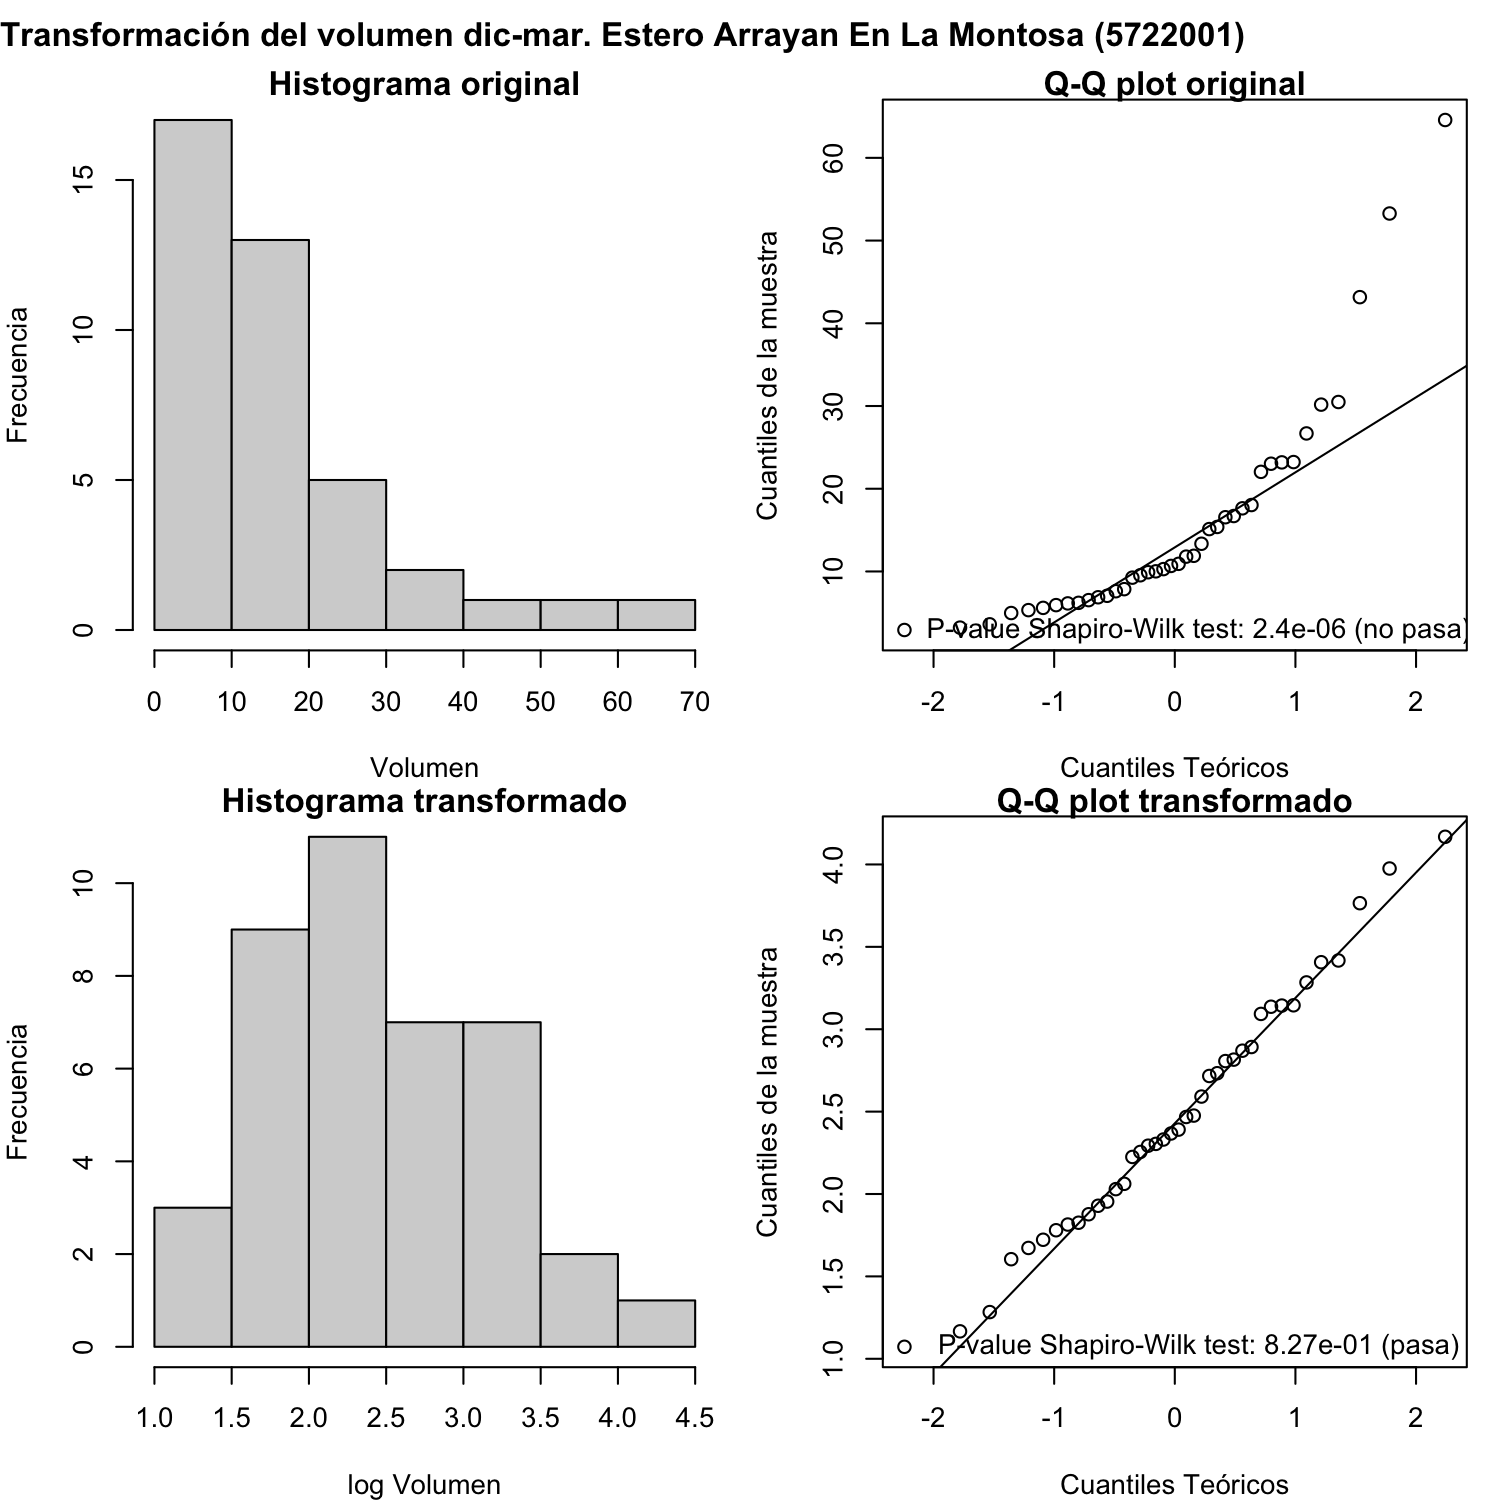 Transformación del volumen dic-mar. Estero Arrayan En La Montosa (5722001)
Histograma original
Frecuencia
15
10
5
0
0 10 20 30 40 50 60 70
Volumen
Q-Q plot original
Cuantiles de la muestra
60
50
40
30
20
10
P-value Shapiro-Wilk test: 2.4e-06 (no pasa)
-2 -1 0 1 2
Cuantiles Teóricos
Histograma transformado
Frecuencia
10
8
6
4
2
0
1.0 1.5 2.0 2.5 3.0 3.5 4.0 4.5
log Volumen
Q-Q plot transformado
Cuantiles de la muestra
4.0
3.5
3.0
2.5
2.0
1.5
1.0
P-value Shapiro-Wilk test: 8.27e-01 (pasa)
-2 -1 0 1 2
Cuantiles Teóricos